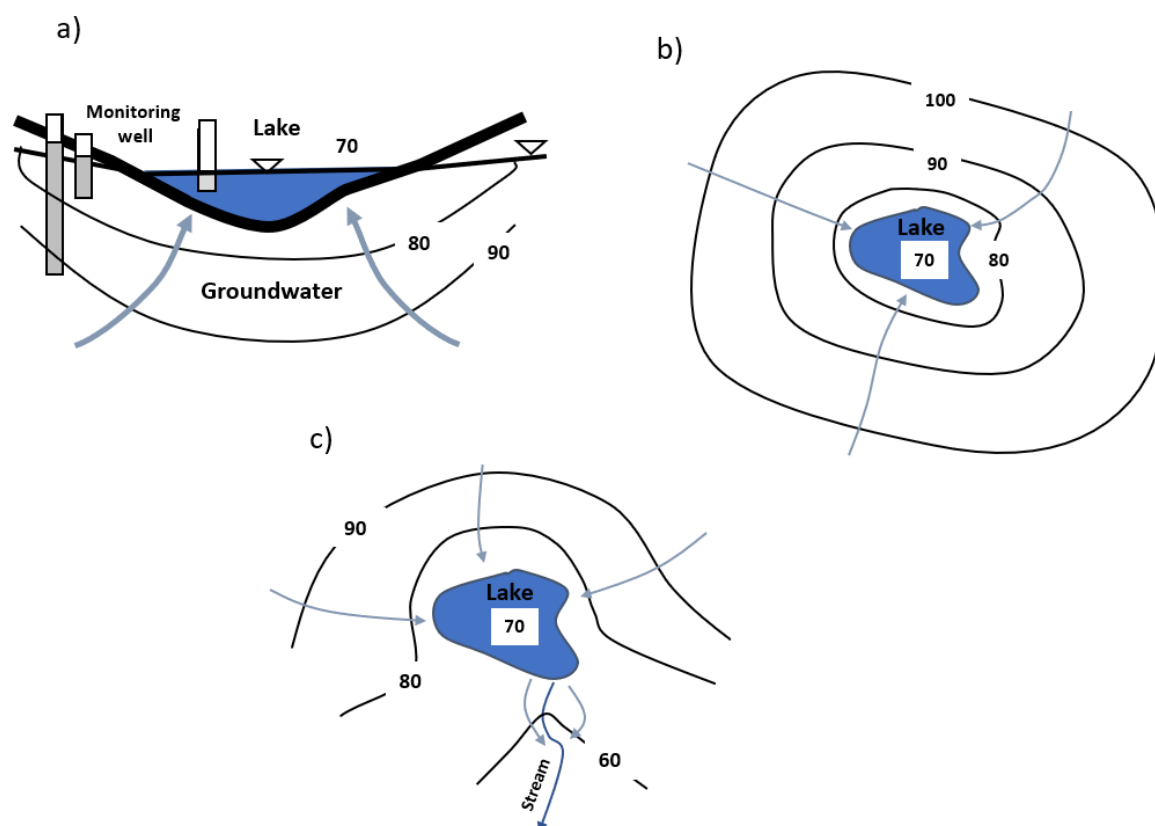 a)
Monitoring
well
Lake
70
80
90
Groundwater
b)
100
90
Lake
70
80
c)
90
Lake
70
80
60
Stream